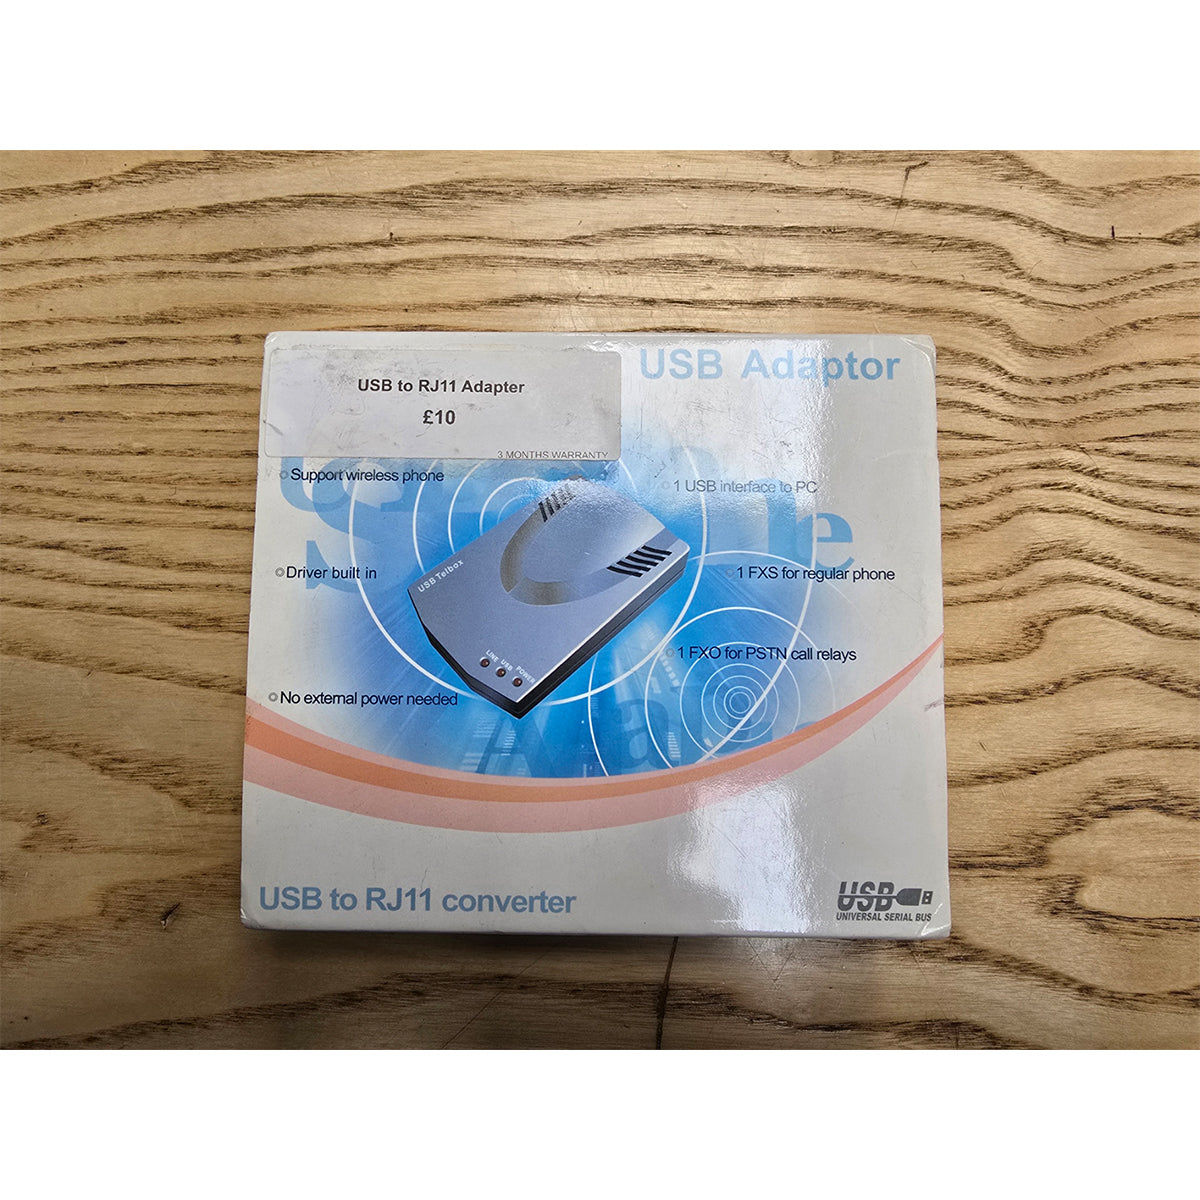 USB Adaptor
USB to RJ11 Adapter
£10
3 MONTHS WARRANTY
Support wireless phone
1 USB interface to PC
Driver built in
1 FXS for regular phone
USB Telbox
LINE USB POWER
1 FXO for PSTN call relays
No external power needed
USB to RJ11 converter
USB
UNIVERSAL SERIAL BUS